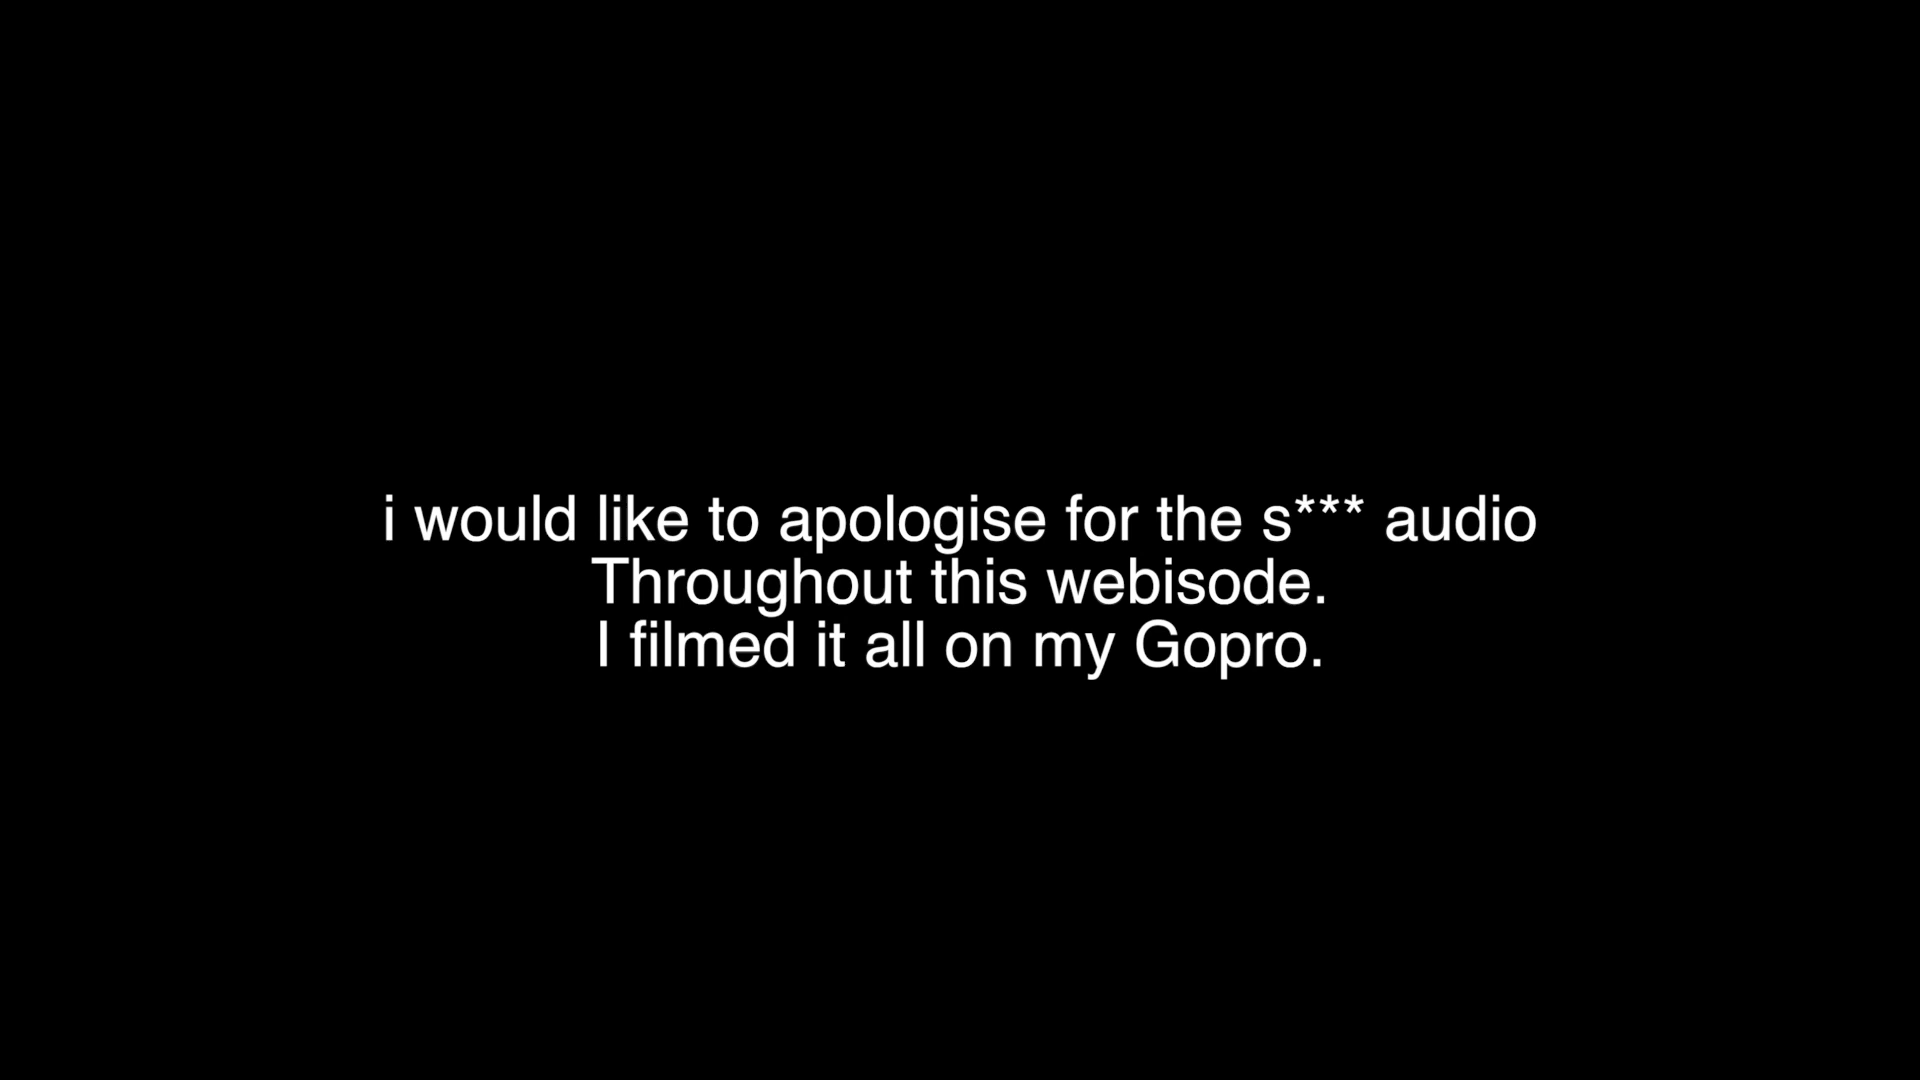 i would like to apologise for the s*** audio
Throughout this webisode.
I filmed it all on my Gopro.